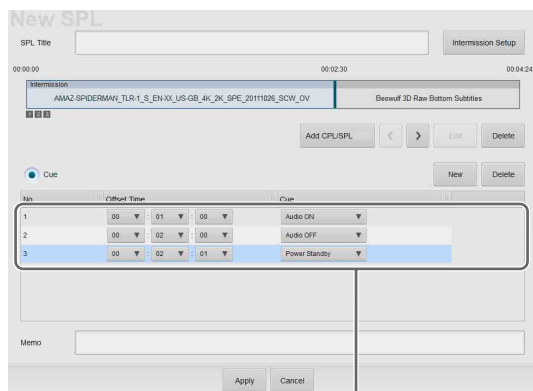 New SPL
SPL Title
Intermission Setup
00:00:00 00:02:30 00:04:24
Intermission
AMAZ-SPIDERMAN_TLR-1_S_EN-XX_US-GB_4K_2K_SPE_20111026_SCW_OV Beowulf 3D Raw Bottom Subtitles
1 2 3
Add CPL/SPL < > Edit Delete
Cue New Delete
No. Offset Time Cue
1 00 : 01 : 00 Audio ON
2 00 : 02 : 00 Audio OFF
3 00 : 02 : 01 Power Standby
Memo
Apply Cancel